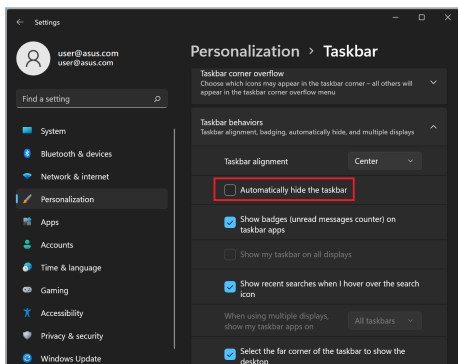 Settings
user@asus.com
user@asus.com
Find a setting
System
Bluetooth & devices
Network & internet
Personalization
Apps
Accounts
Time & language
Gaming
Accessibility
Privacy & security
Windows Update
Personalization > Taskbar
Taskbar corner overflow
Choose which icons may appear in the taskbar corner – all others will
appear in the taskbar corner overflow menu
Taskbar behaviors
Taskbar alignment, badging, automatically hide, and multiple displays
Taskbar alignment
Center
Automatically hide the taskbar
Show badges (unread messages counter) on
taskbar apps
Show my taskbar on all displays
Show recent searches when I hover over the search
icon
When using multiple displays,
show my taskbar apps on
All taskbars
Select the far corner of the taskbar to show the
desktop